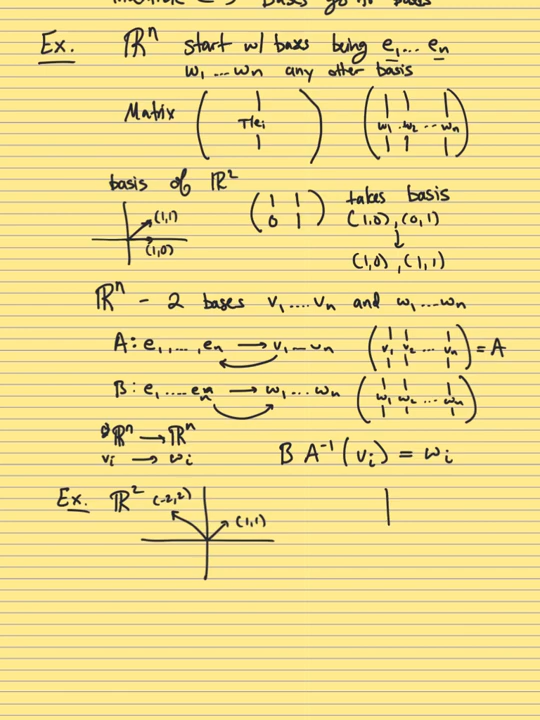 Ex. ℝⁿ start w/ bases being e₁... eₙ
w₁ ... wₙ any other basis
Matrix ( | Teᵢ | ) ( | | | w₁ w₂ ... wₙ | | | )
basis of ℝ²
(1,1)
(1,0)
( 1 1 0 1 ) takes basis
(1,0), (0,1)
↓
(1,0), (1,1)
ℝⁿ - 2 bases v₁....vₙ and w₁...wₙ
A: e₁,..., eₙ → v₁...vₙ ( | | | v₁ v₂ ... vₙ | | | ) = A
B: e₁....eₙ → w₁... wₙ ( | | | w₁ w₂ ... wₙ | | | )
ℝⁿ → ℝⁿ
vᵢ → wᵢ B A⁻¹(vᵢ) = wᵢ
Ex. ℝ² (-2,2)
(1,1)